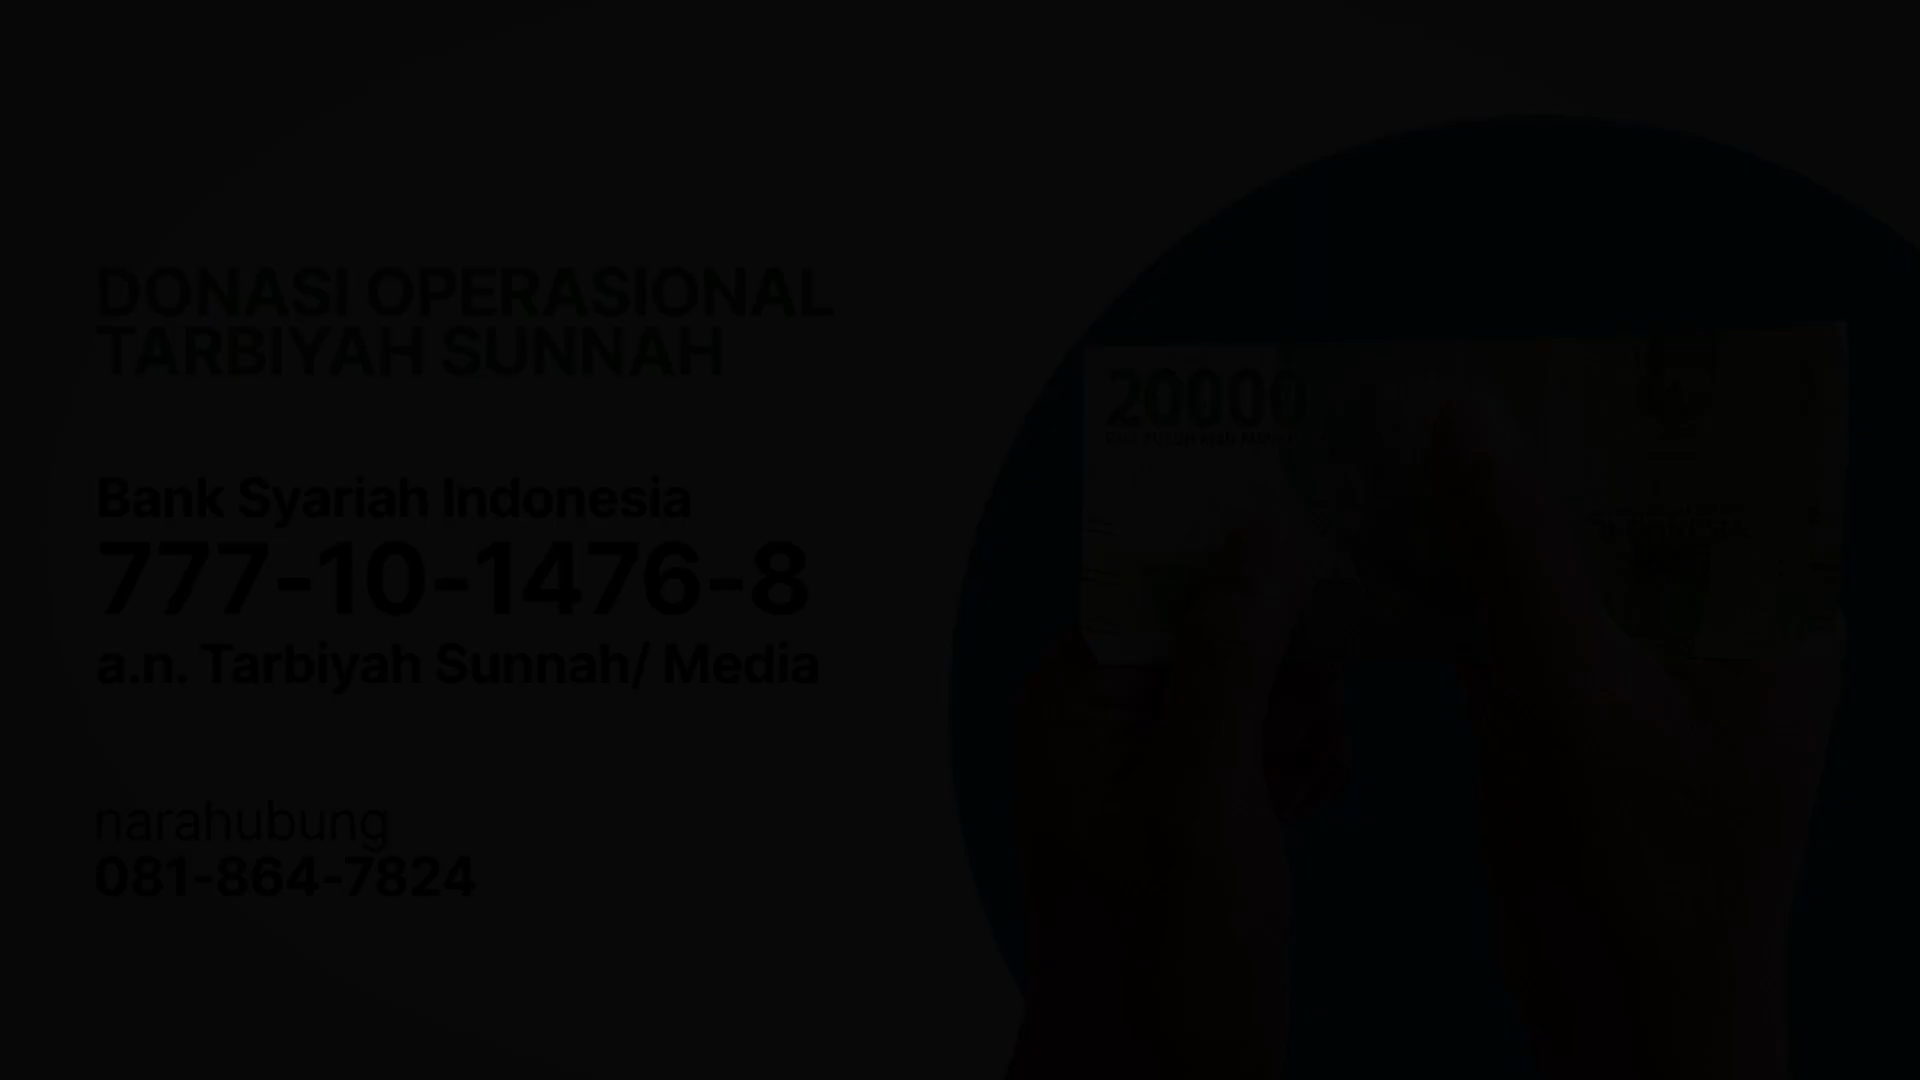 DONASI OPERASIONAL
TARBIYAH SUNNAH
Bank Syariah Indonesia
777-10-1476-8
a.n. Tarbiyah Sunnah/ Media
narahubung
081-864-7824
20000